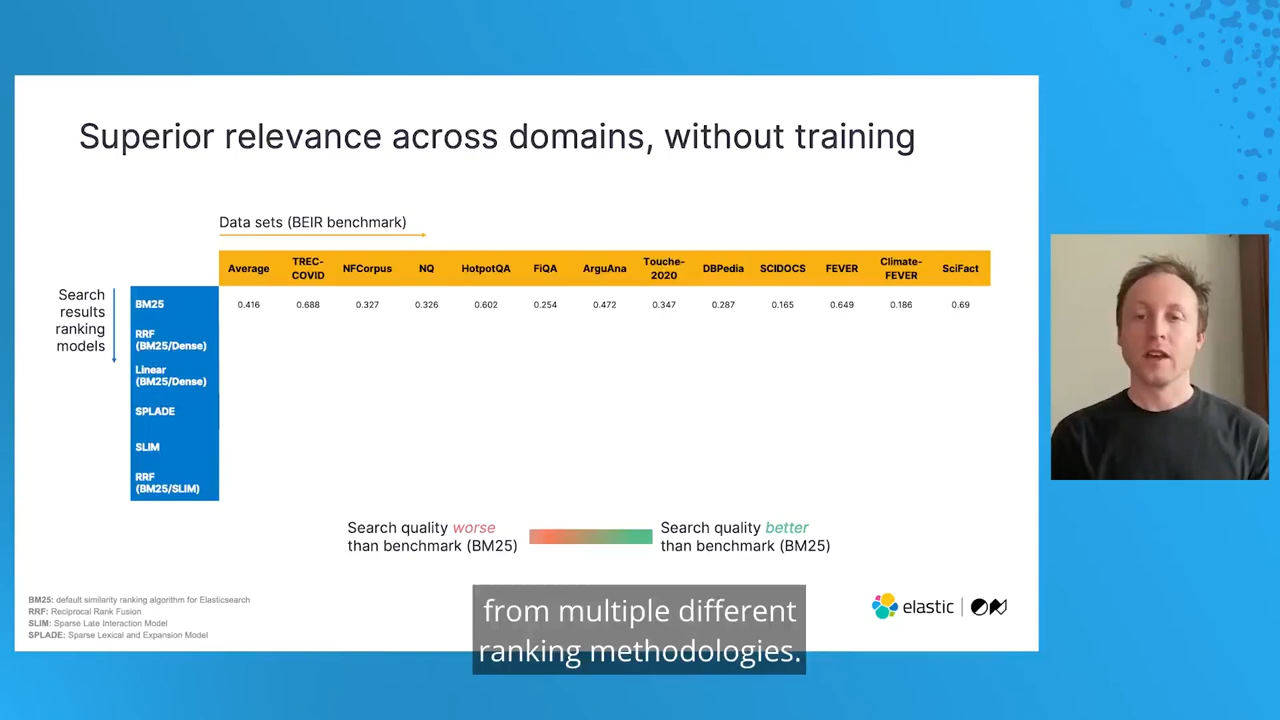 Superior relevance across domains, without training
Data sets (BEIR benchmark)
Average TREC-COVID NFCorpus NQ HotpotQA FiQA ArguAna Touche-2020 DBPedia SCIDOCS FEVER Climate-FEVER SciFact
Search
results
ranking
models
BM25 0.416 0.688 0.327 0.326 0.602 0.254 0.472 0.347 0.287 0.165 0.649 0.186 0.69
RRF
(BM25/Dense)
Linear
(BM25/Dense)
SPLADE
SLIM
RRF
(BM25/SLIM)
Search quality worse
than benchmark (BM25)
Search quality better
than benchmark (BM25)
BM25: default similarity ranking algorithm for Elasticsearch
RRF: Reciprocal Rank Fusion
SLIM: Sparse Late Interaction Model
SPLADE: Sparse Lexical and Expansion Model
elastic
from multiple different
ranking methodologies.